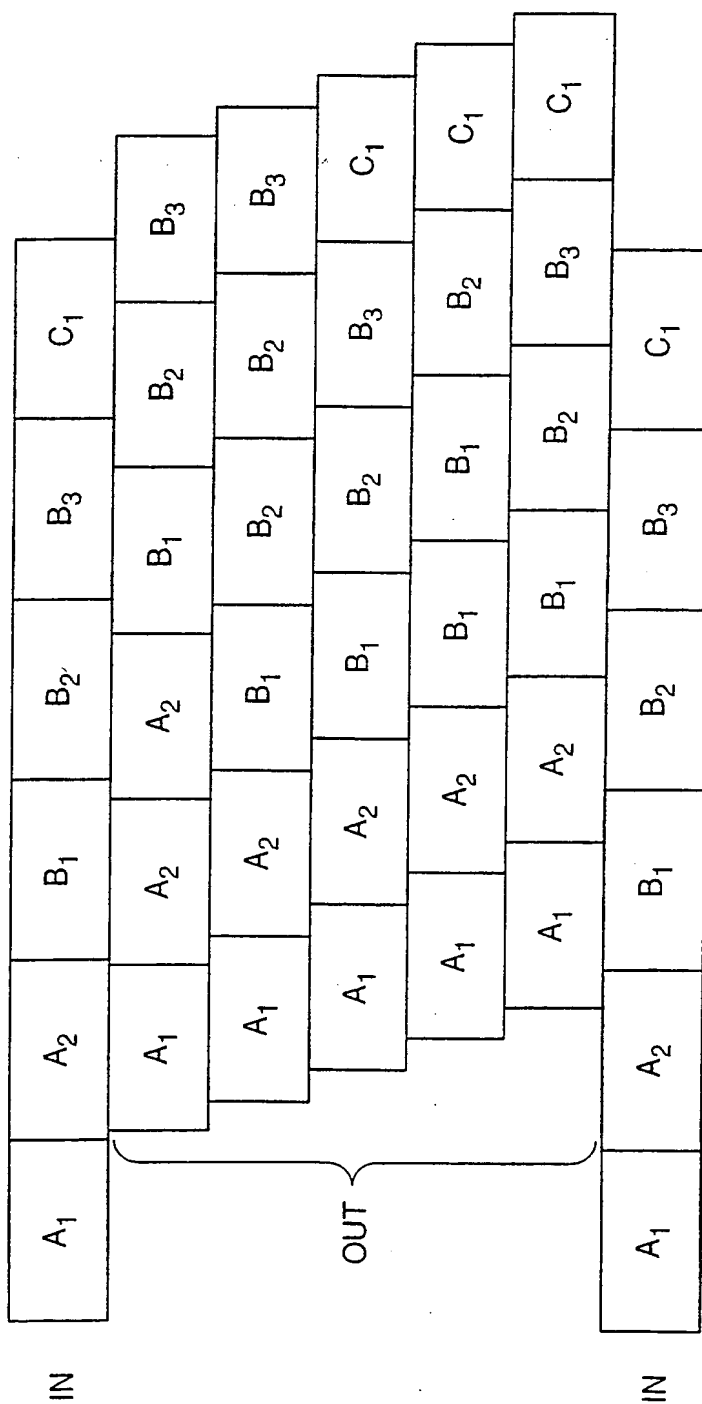 IN A₁ A₂ B₁ B₂ B₃ C₁
A₁ A₂ A₂ B₁ B₂ B₃
A₁ A₂ B₁ B₂ B₂ B₃
OUT A₁ A₂ B₁ B₂ B₃ C₁
A₁ A₂ B₁ B₁ B₂ C₁
A₁ A₂ B₁ B₂ B₃ C₁
IN A₁ A₂ B₁ B₂ B₃ C₁